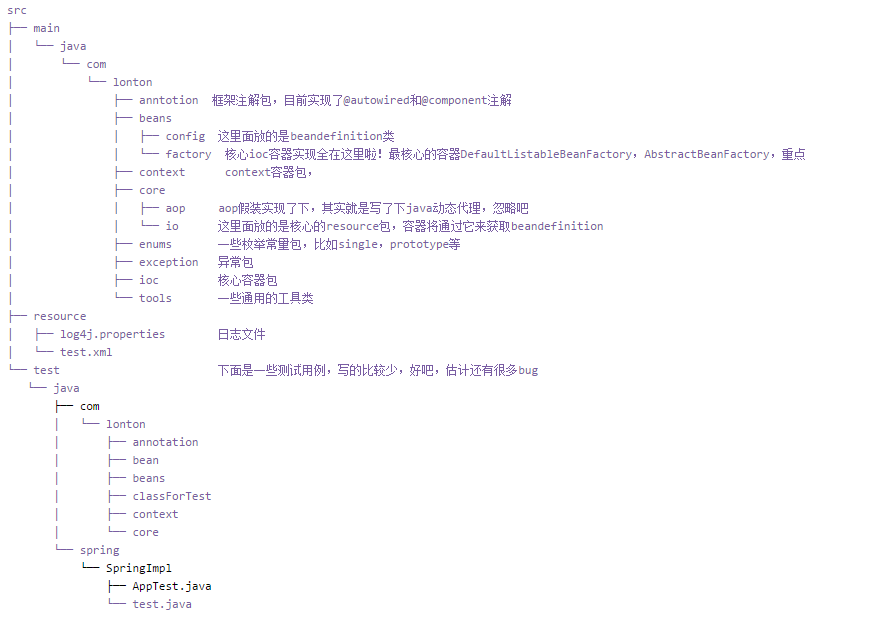 src
├── main
│   └── java
│       └── com
│           └── lonton
│               ├── anntotion  框架注解包，目前实现了@autowired和@component注解
│               ├── beans
│               │   ├── config  这里面放的是beandefinition类
│               │   └── factory  核心ioc容器实现全在这里啦！最核心的容器DefaultListableBeanFactory，AbstractBeanFactory，重点
│               ├── context      context容器包，
│               ├── core
│               │   ├── aop     aop假装实现了下，其实就是写了下java动态代理，忽略吧
│               │   └── io      这里面放的是核心的resource包，容器将通过它来获取beandefinition
│               ├── enums       一些枚举常量包，比如single，prototype等
│               ├── exception   异常包
│               ├── ioc         核心容器包
│               └── tools       一些通用的工具类
├── resource
│   ├── log4j.properties        日志文件
│   └── test.xml
└── test                        下面是一些测试用例，写的比较少，好吧，估计还有很多bug
    └── java
        ├── com
        │   └── lonton
        │       ├── annotation
        │       ├── bean
        │       ├── beans
        │       ├── classForTest
        │       ├── context
        │       └── core
        └── spring
            └── SpringImpl
                ├── AppTest.java
                └── test.java